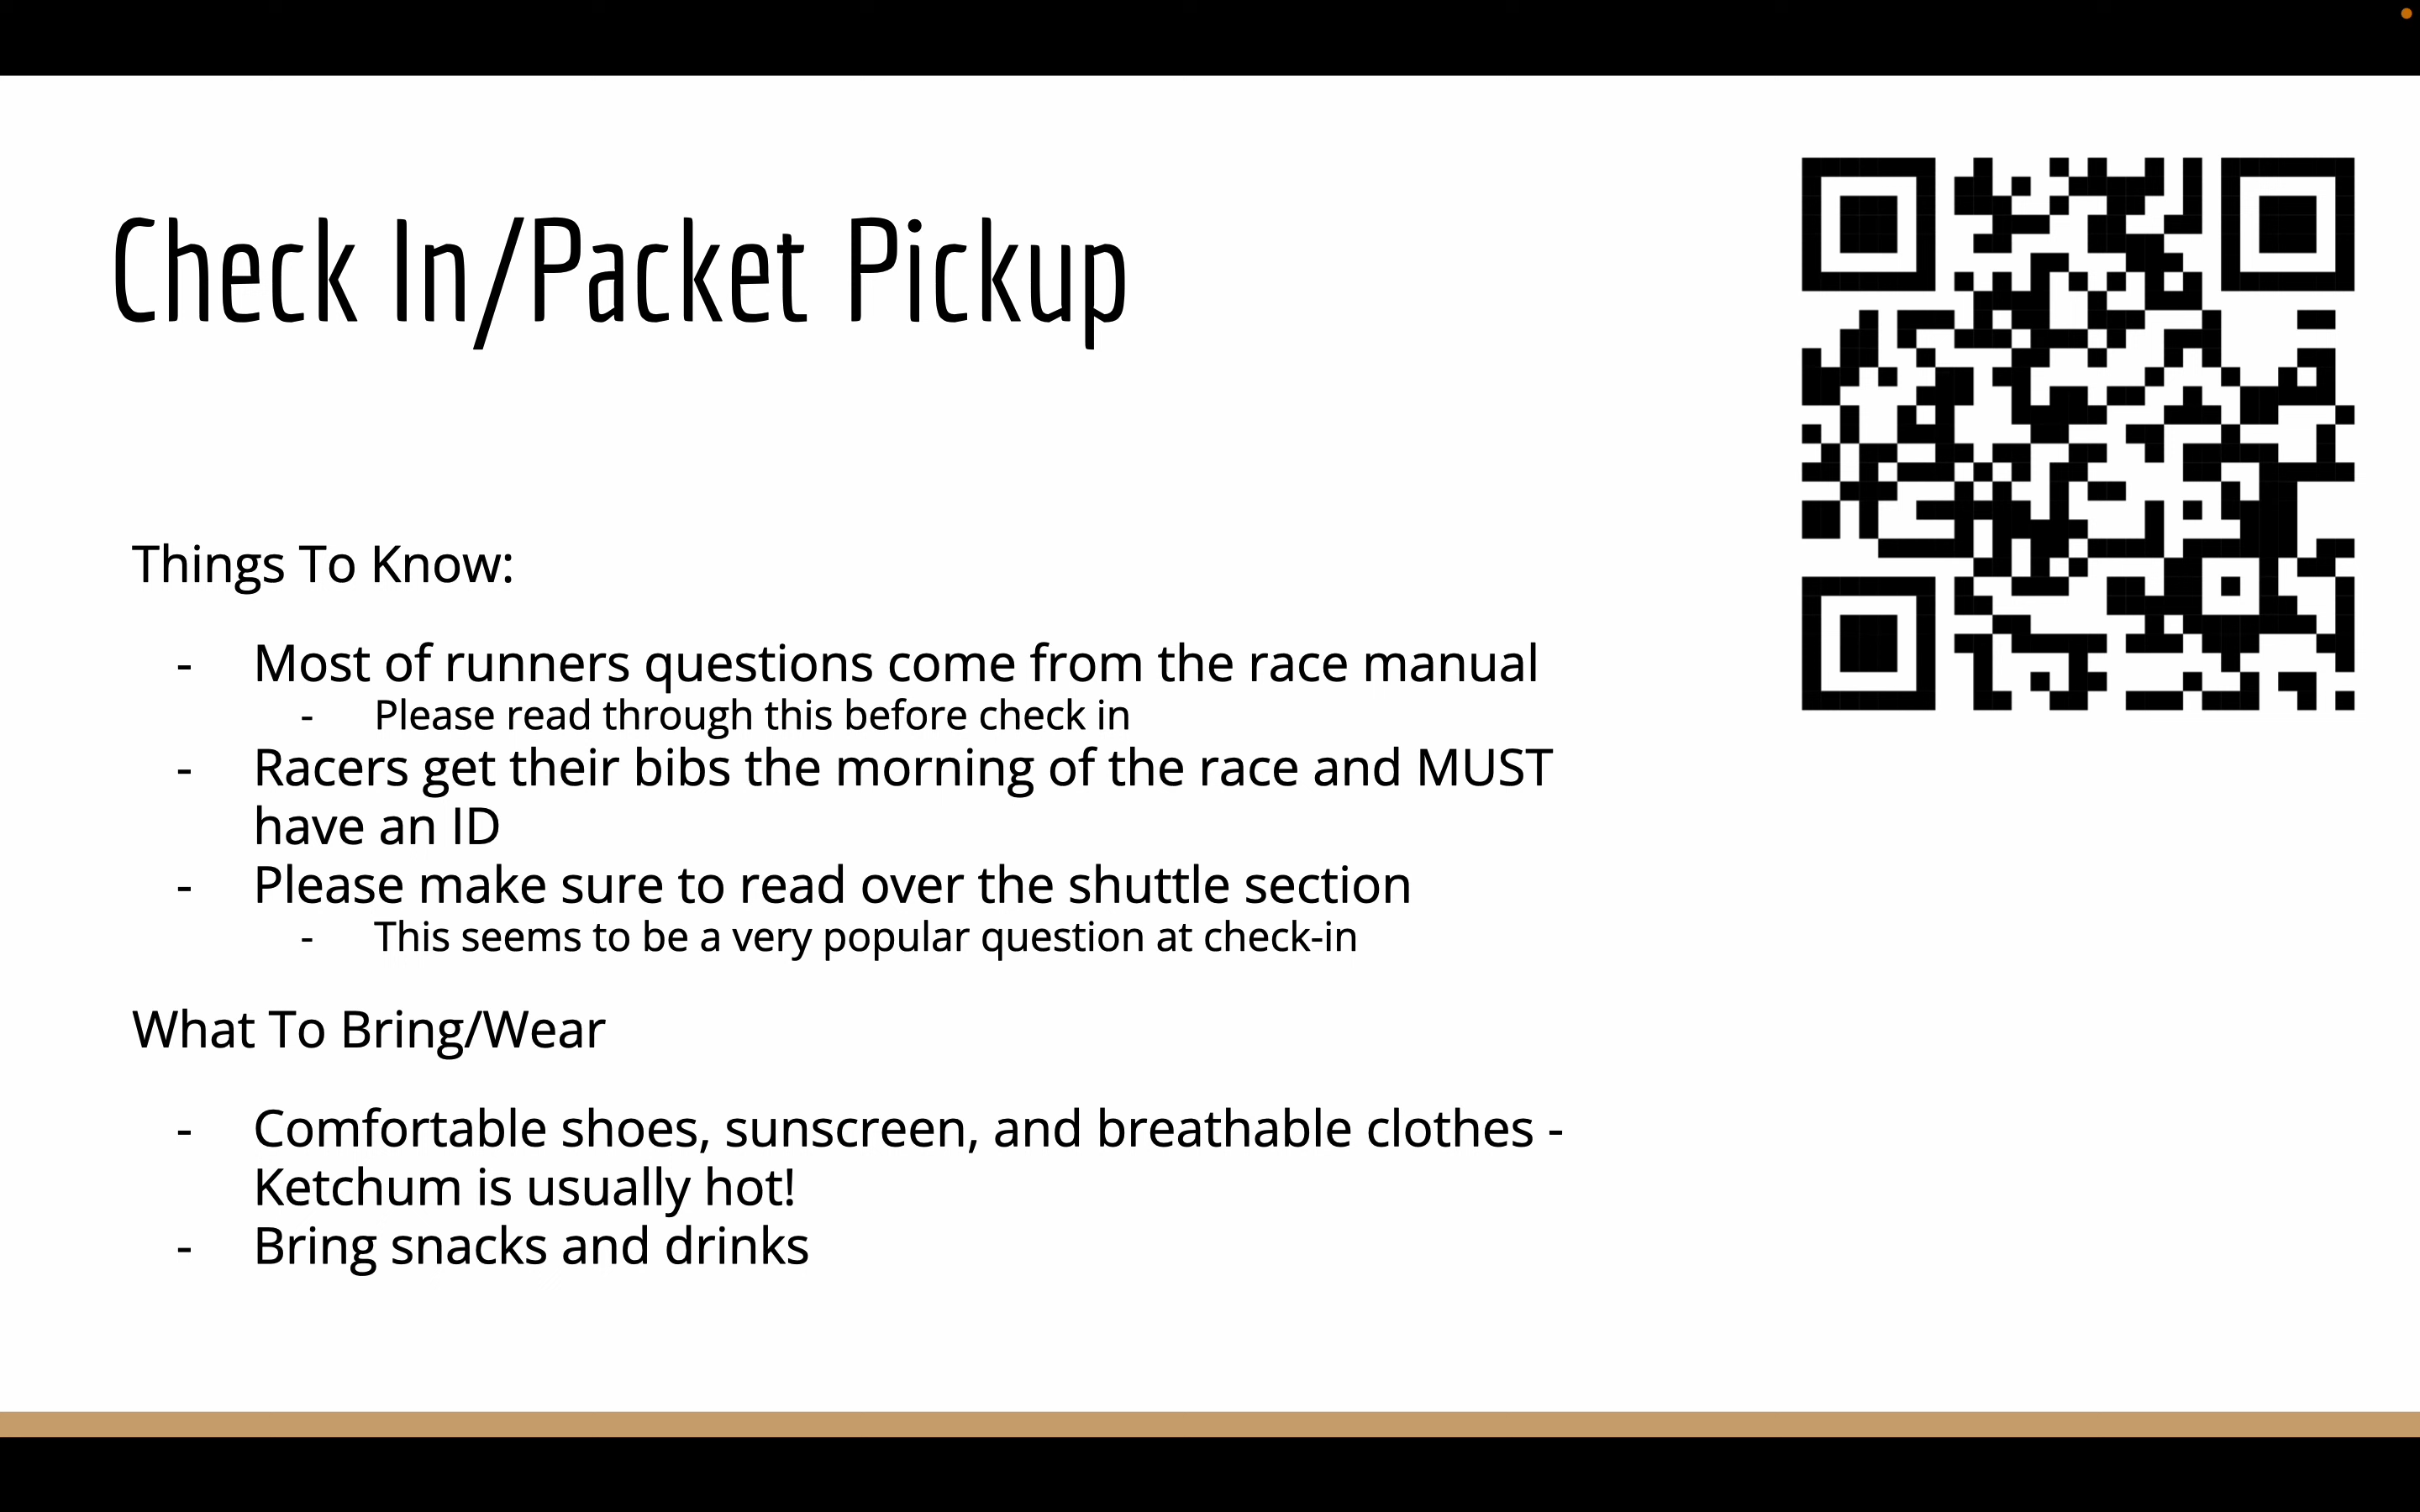 Check In/Packet Pickup
Things To Know:
- Most of runners questions come from the race manual
- Please read through this before check in
- Racers get their bibs the morning of the race and MUST
have an ID
- Please make sure to read over the shuttle section
- This seems to be a very popular question at check-in
What To Bring/Wear
- Comfortable shoes, sunscreen, and breathable clothes -
Ketchum is usually hot!
- Bring snacks and drinks